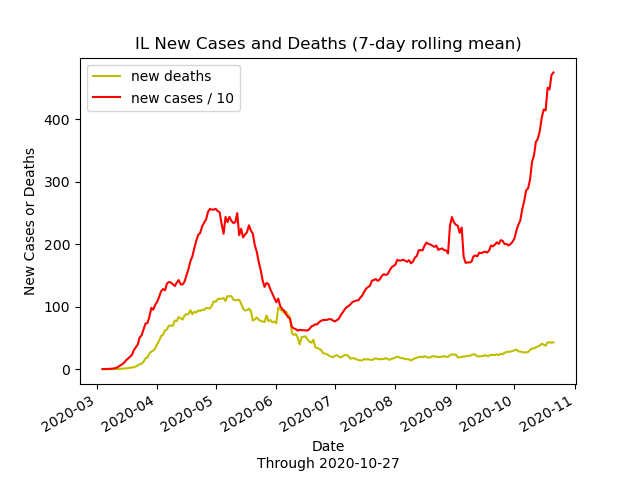 IL New Cases and Deaths (7-day rolling mean)
new deaths
new cases / 10
New Cases or Deaths
400
300
200
100
0
2020-03
2020-04
2020-05
2020-06
2020-07
2020-08
2020-09
2020-10
2020-11
Date
Through 2020-10-27